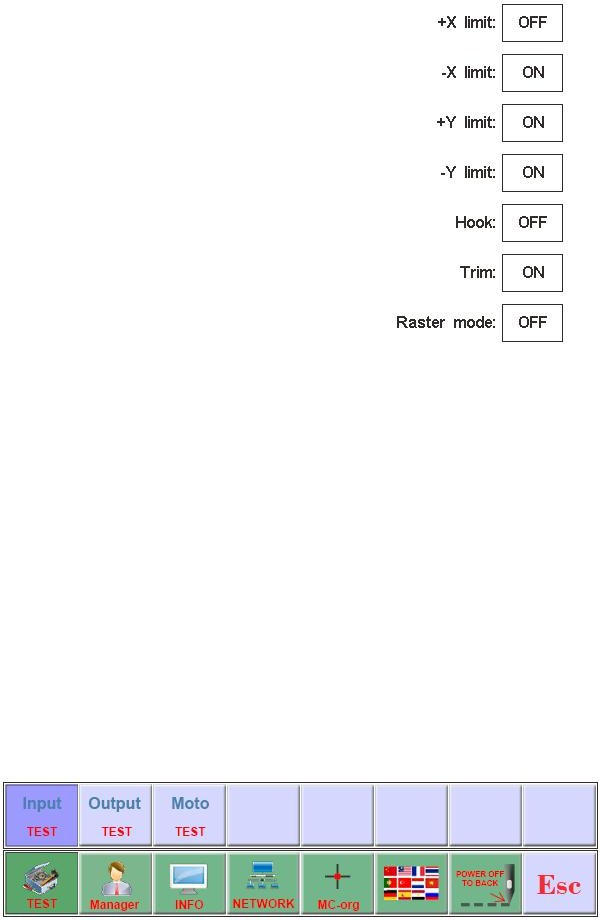 +X limit: OFF
-X limit: ON
+Y limit: ON
-Y limit: ON
Hook: OFF
Trim: ON
Raster mode: OFF
Input Output Moto
TEST TEST TEST
POWER OFF
TO BACK
Esc
TEST Manager INFO NETWORK MC-org